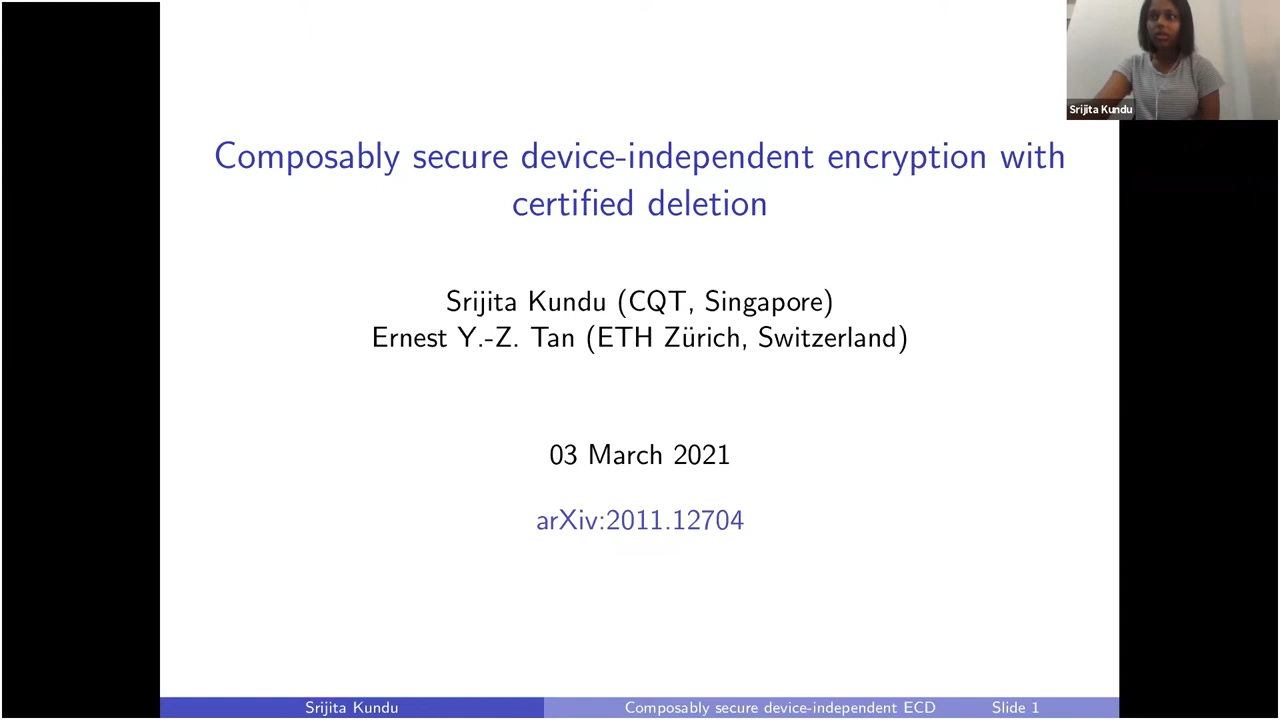 Srijita Kundu
Composably secure device-independent encryption with
certified deletion
Srijita Kundu (CQT, Singapore)
Ernest Y.-Z. Tan (ETH Zürich, Switzerland)
03 March 2021
arXiv:2011.12704
Srijita Kundu
Composably secure device-independent ECD
Slide 1